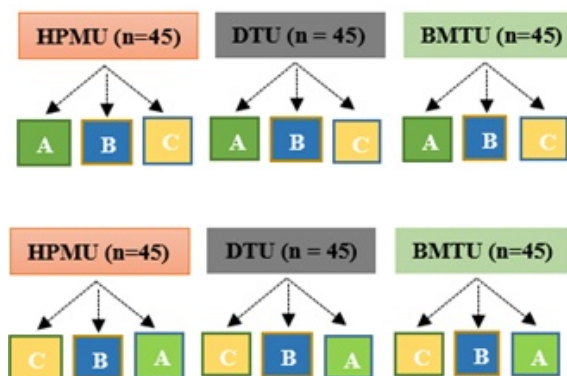 HPMU (n=45) DTU (n = 45) BMTU (n=45)
A B C A B C A B C
HPMU (n=45) DTU (n = 45) BMTU (n=45)
C B A C B A C B A